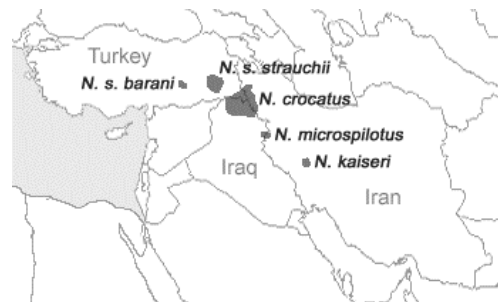 Turkey
N. s. strauchii
N. s. barani
N. crocatus
N. microspilotus
Iraq
N. kaiseri
Iran